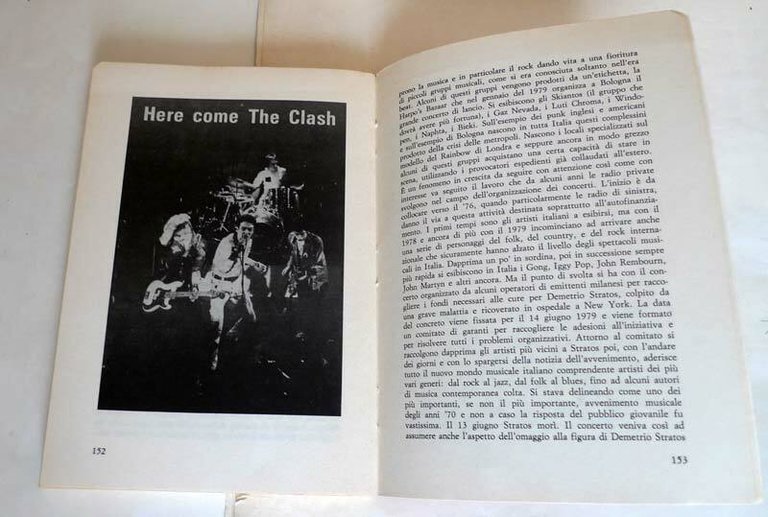 Here come The Clash
152
prono la musica e in particolare il rock dando vita a una fioritura
di piccoli gruppi musicali, come si era conosciuta soltanto nell'era
beat. Alcuni di questi gruppi vengono prodotti da un'etichetta, la
Harpo's Bazaar che nel gennaio del 1979 organizza a Bologna il
grande concerto di lancio. Si esibiscono gli Skiantos (il gruppo che
dovrà avere più fortuna), i Gaz Nevada, i Luti Chroma, i Windo-
pen, i Naphta, i Bieki. Sull'esempio dei punk inglesi e americani
e sull'esempio di Bologna nascono in tutta Italia questi complessini
prodotto della crisi delle metropoli. Nascono i locali specializzati sul
modello del Rainbow di Londra e seppure ancora in modo grezzo
alcuni di questi gruppi acquistano una certa capacità di stare in
scena, utilizzando i provocatori espedienti già collaudati all'estero.
È un fenomeno in crescita da seguire con attenzione così come con
interesse va seguito il lavoro che da alcuni anni le radio private
svolgono nel campo dell'organizzazione dei concerti. L'inizio è da
collocare verso il '76, quando particolarmente le radio di sinistra,
danno il via a questa attività destinata soprattutto all'autofinanzia-
mento. I primi tempi sono gli artisti italiani a esibirsi, ma con il
1978 e ancora di più con il 1979 incominciano ad arrivare anche
una serie di personaggi del folk, del country, e del rock interna-
zionale che sicuramente hanno alzato il livello degli spettacoli musi-
cali in Italia. Dapprima un po' in sordina, poi in successione sempre
più rapida si esibiscono in Italia i Gong, Iggy Pop, John Rembourn,
John Martyn e altri ancora. Ma il punto di svolta si ha con il con-
certo organizzato da alcuni operatori di emittenti milanesi per racco-
gliere i fondi necessari alle cure per Demetrio Stratos, colpito da
una grave malattia e ricoverato in ospedale a New York. La data
del concreto viene fissata per il 14 giugno 1979 e viene formato
un comitato di garanti per raccogliere le adesioni all'iniziativa e
per risolvere tutti i problemi organizzativi. Attorno al comitato si
raccolgono dapprima gli artisti più vicini a Stratos poi, con l'andare
dei giorni e con lo spargersi della notizia dell'avvenimento, aderisce
tutto il nuovo mondo musicale italiano comprendente artisti dei più
vari generi: dal rock al jazz, dal folk al blues, fino ad alcuni autori
di musica contemporanea colta. Si stava delineando come uno dei
più importanti, se non il più importante, avvenimento musicale
degli anni '70 e non a caso la risposta del pubblico giovanile fu
vastissima. Il 13 giugno Stratos morì. Il concerto veniva così ad
assumere anche l'aspetto dell'omaggio alla figura di Demetrio Stratos
153